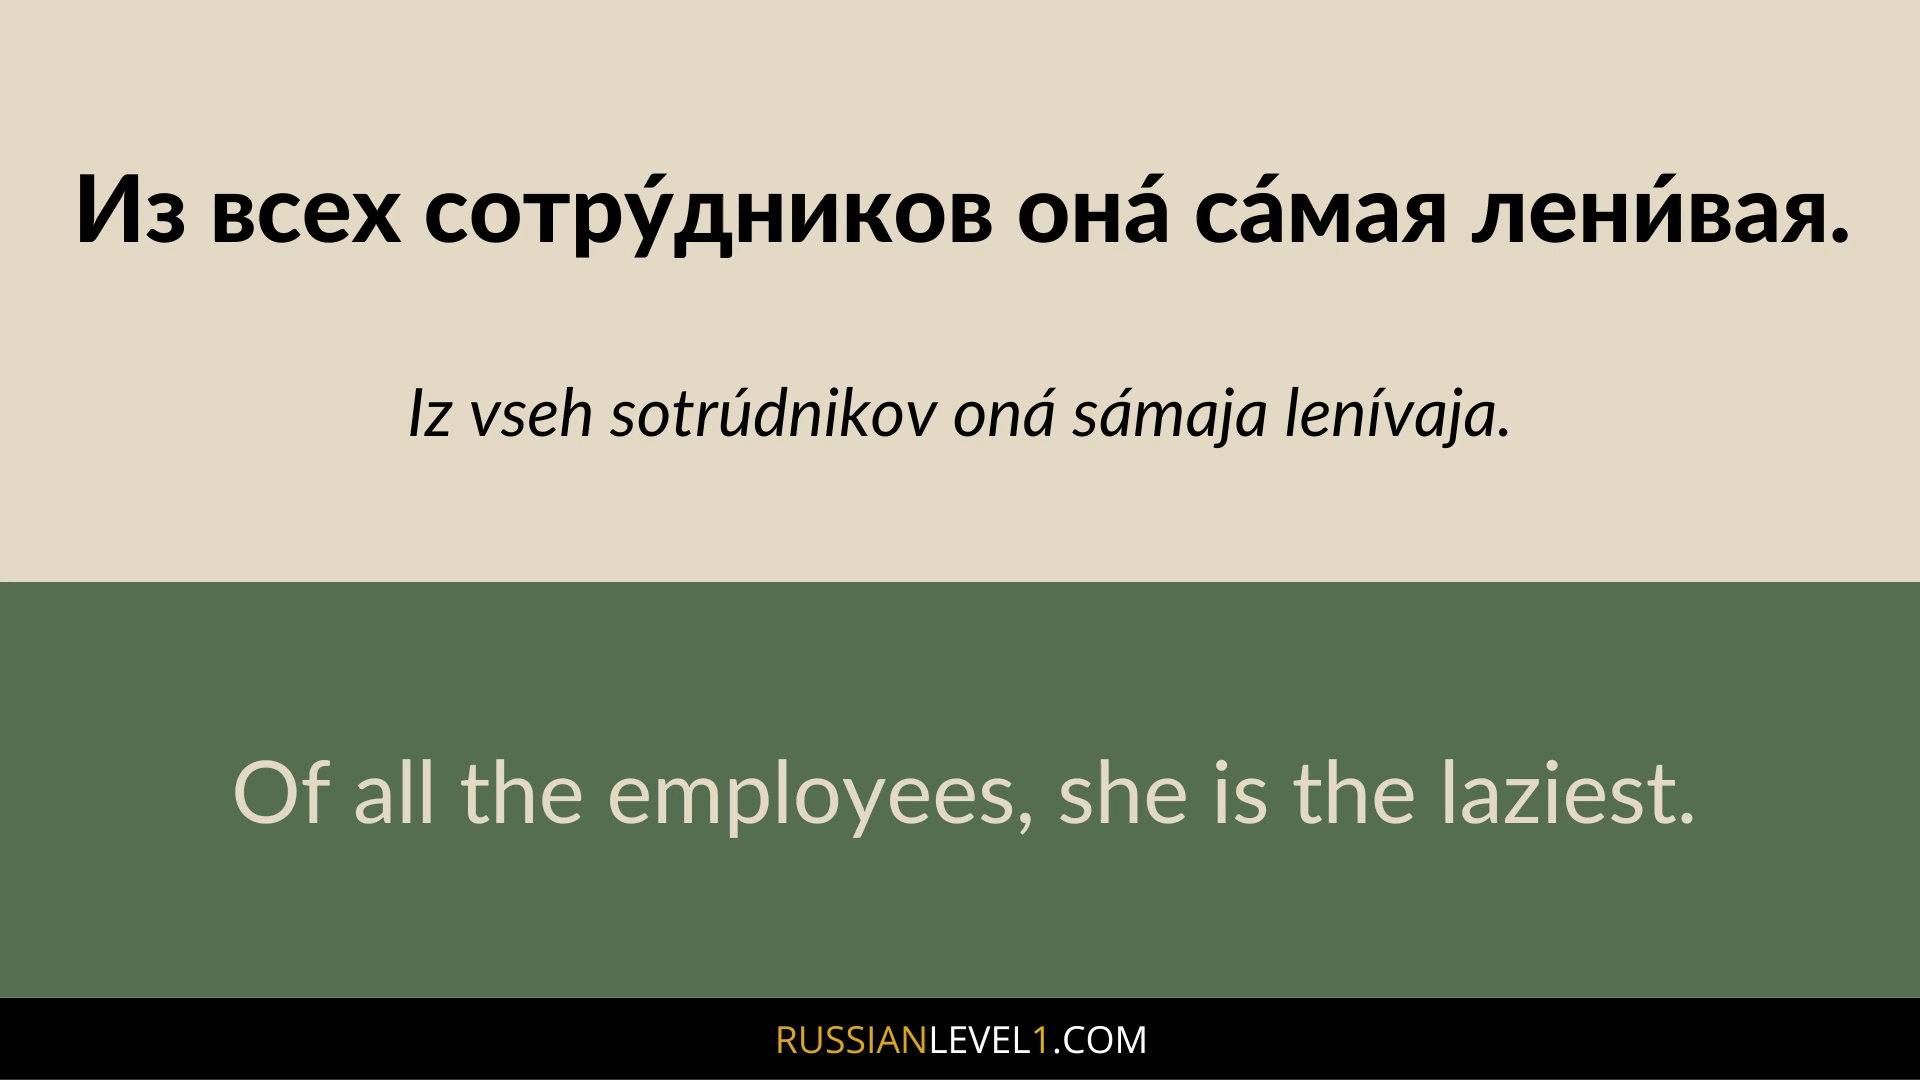 Из всех сотру́дников она́ са́мая лени́вая.
Iz vseh sotrúdnikov oná sámaja lenívaja.
Of all the employees, she is the laziest.
RUSSIANLEVEL1.COM